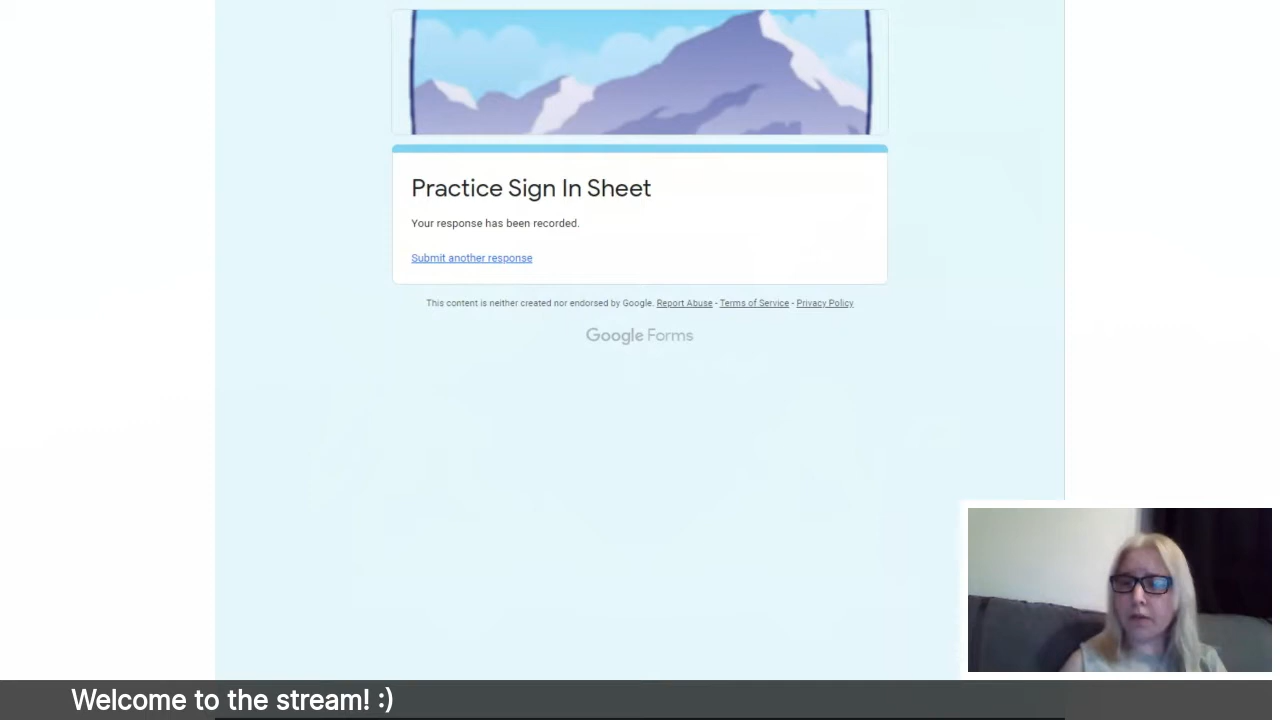 Practice Sign In Sheet
Your response has been recorded.
Submit another response
This content is neither created nor endorsed by Google. Report Abuse - Terms of Service - Privacy Policy
Google Forms
Welcome to the stream! :)